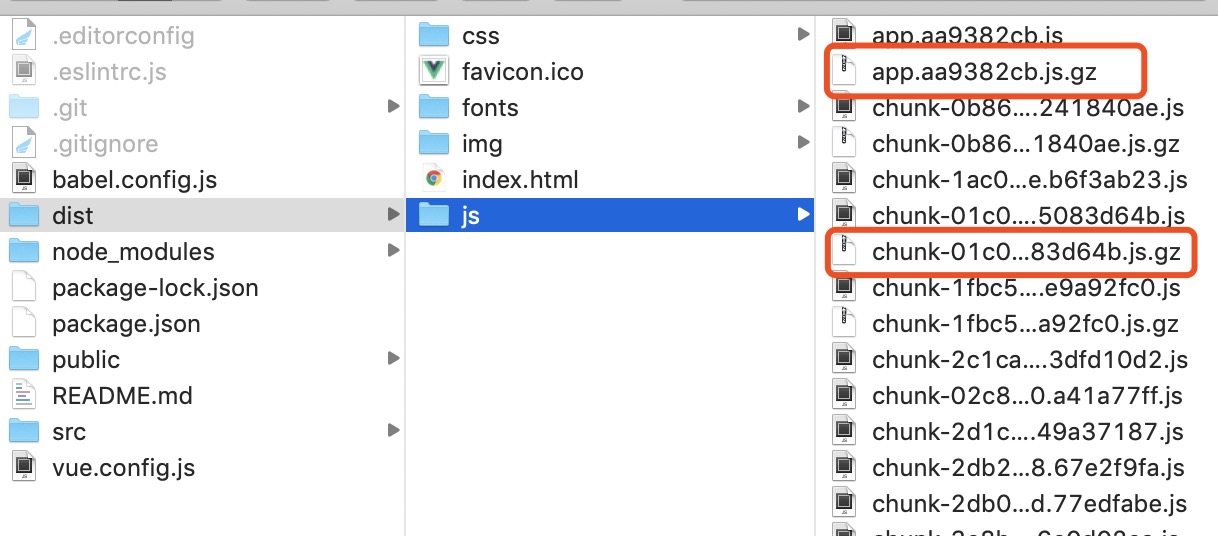 .editorconfig
.eslintrc.js
.git
.gitignore
babel.config.js
dist
node_modules
package-lock.json
package.json
public
README.md
src
vue.config.js
css
favicon.ico
fonts
img
index.html
js
app.aa9382cb.js
app.aa9382cb.js.gz
chunk-0b86....241840ae.js
chunk-0b86...1840ae.js.gz
chunk-1ac0...e.b6f3ab23.js
chunk-01c0....5083d64b.js
chunk-01c0...83d64b.js.gz
chunk-1fbc5....e9a92fc0.js
chunk-1fbc5...a92fc0.js.gz
chunk-2c1ca....3dfd10d2.js
chunk-02c8...0.a41a77ff.js
chunk-2d1c....49a37187.js
chunk-2db2...8.67e2f9fa.js
chunk-2db0...d.77edfabe.js